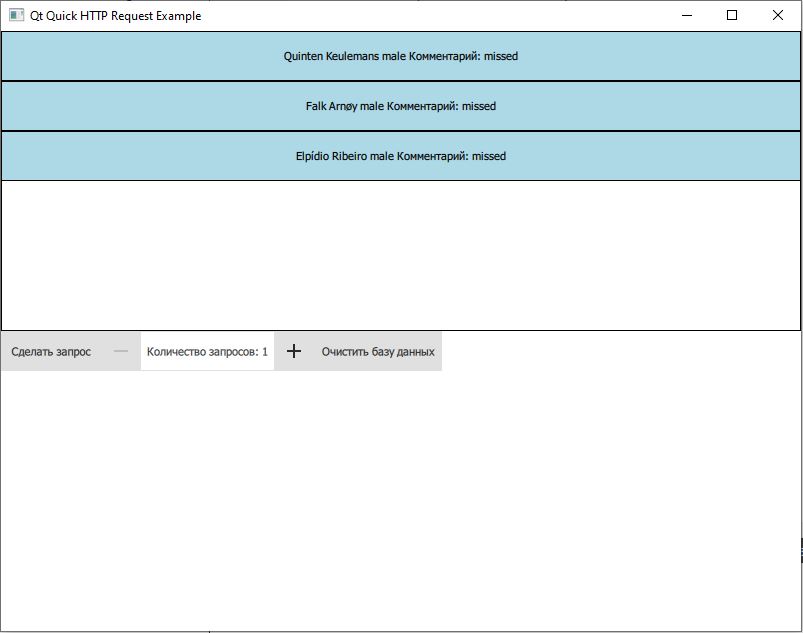 Qt Quick HTTP Request Example
Quinten Keulemans male Комментарий: missed
Falk Arnøy male Комментарий: missed
Elpídio Ribeiro male Комментарий: missed
Сделать запрос — Количество запросов: 1 + Очистить базу данных